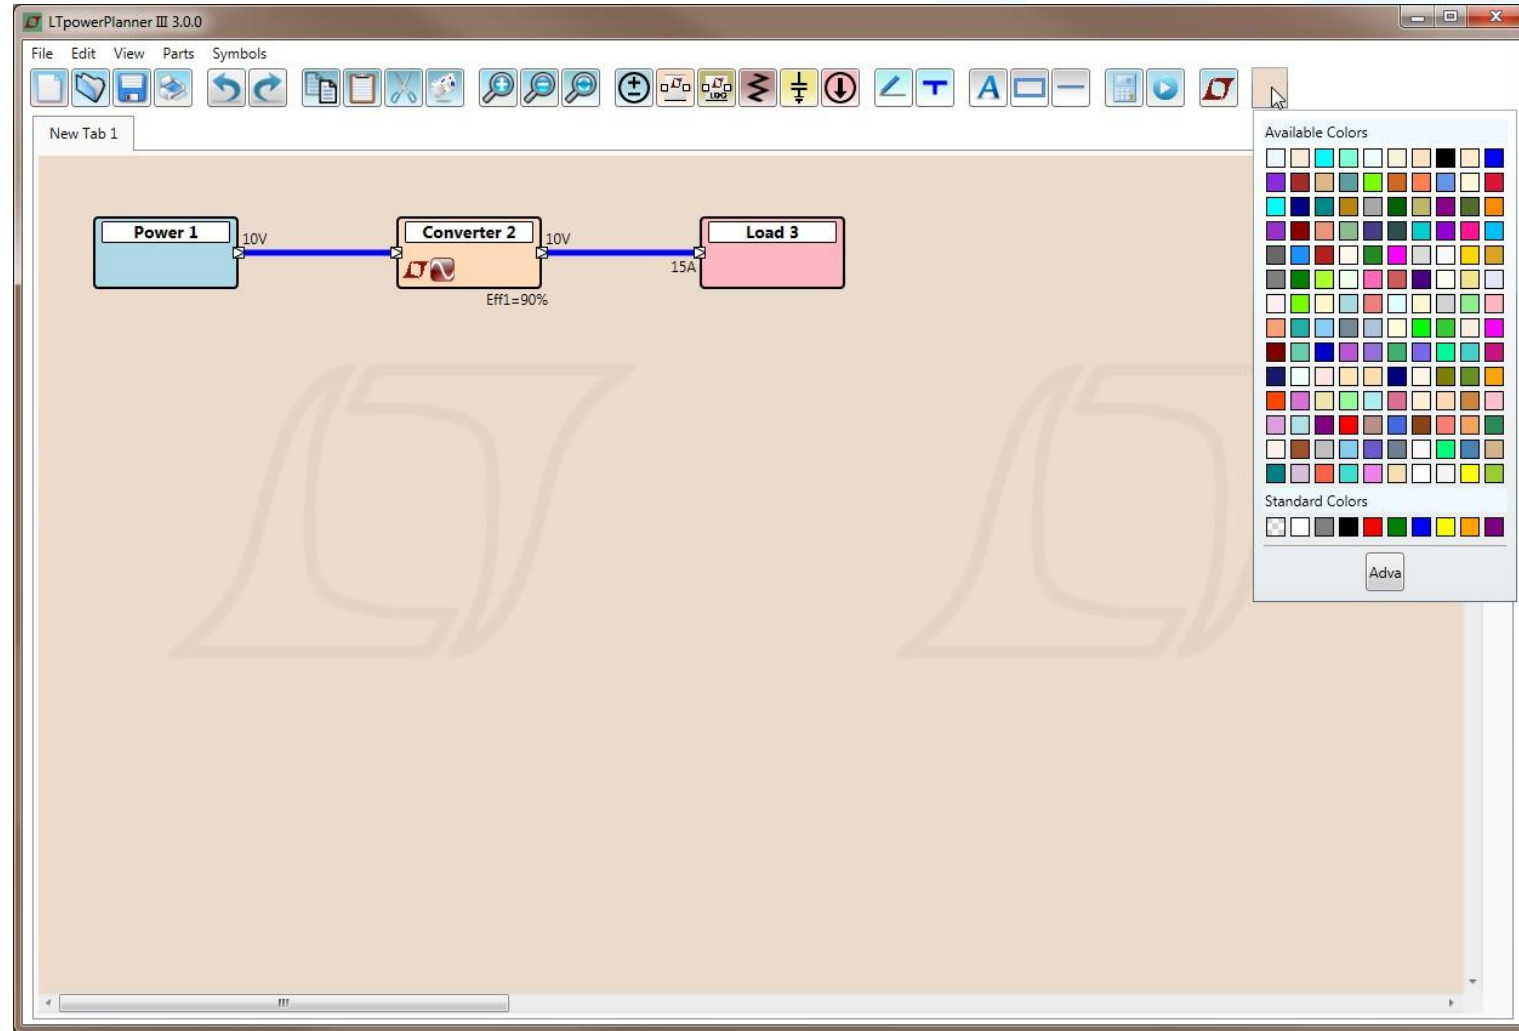 LTpowerPlanner III 3.0.0
File Edit View Parts Symbols
LDO
A
New Tab 1
Available Colors
Power 1
10V
Converter 2
10V
Load 3
15A
Eff1=90%
Standard Colors
Adva